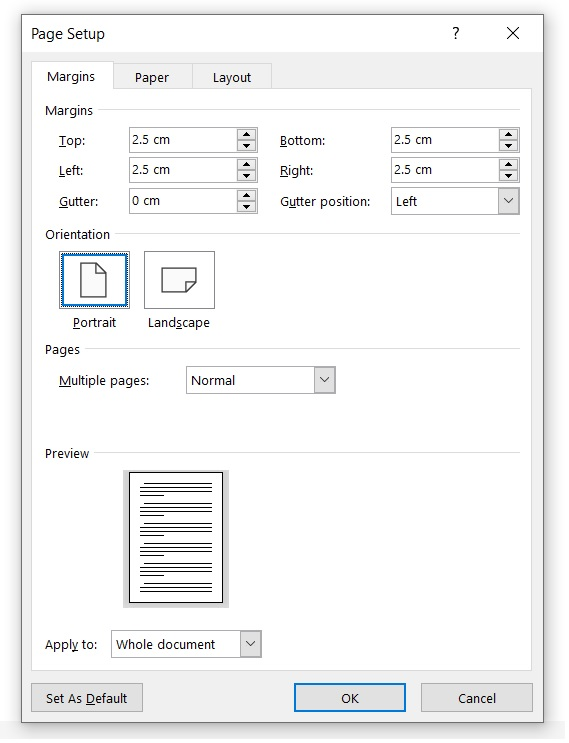 Page Setup ?
Margins Paper Layout
Margins
Top: 2.5 cm Bottom: 2.5 cm
Left: 2.5 cm Right: 2.5 cm
Gutter: 0 cm Gutter position: Left
Orientation
Portrait Landscape
Pages
Multiple pages: Normal
Preview
Apply to: Whole document
Set As Default OK Cancel